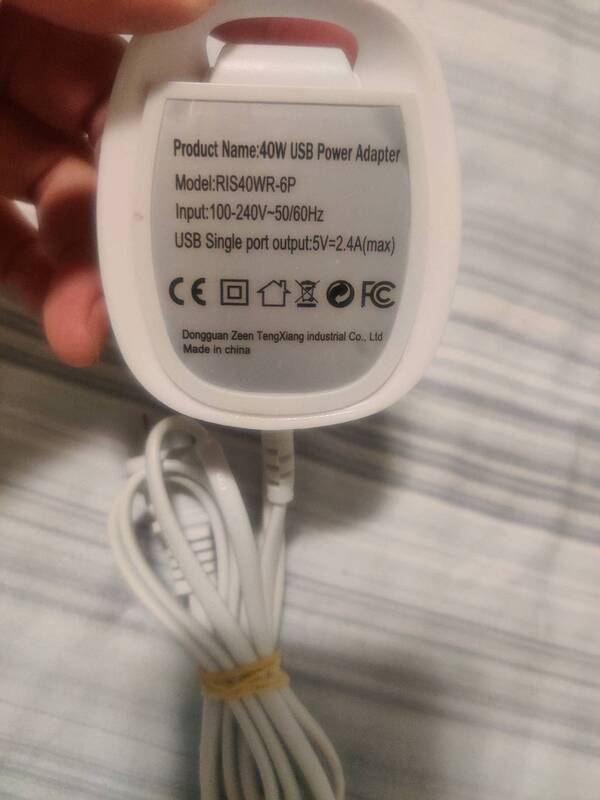 Product Name:40W USB Power Adapter
Model:RIS40WR-6P
Input:100-240V~50/60Hz
USB Single port output:5V=2.4A(max)
CE FC
Dongguan Zeen TengXiang industrial Co., Ltd
Made in china